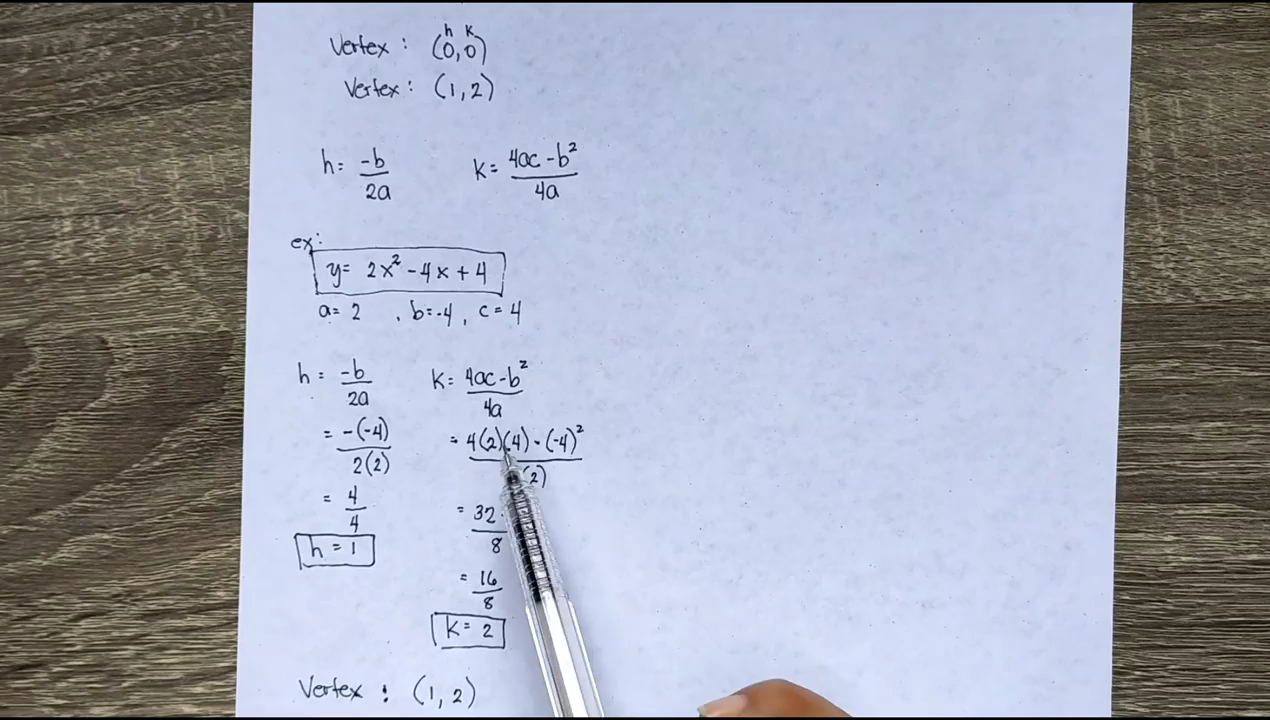 h k
Vertex : (0,0)
Vertex : (1,2)
h= -b/2a k= 4ac-b²/4a
ex:
y= 2x² -4x +4
a= 2 , b=-4, c= 4
h = -b/2a k= 4ac-b²/4a
= -(-4)/2(2) = 4(2)(4) - (-4)²/(2)
= 4/4 = 32/8
h = 1 = 16/8
k= 2
Vertex : (1,2)